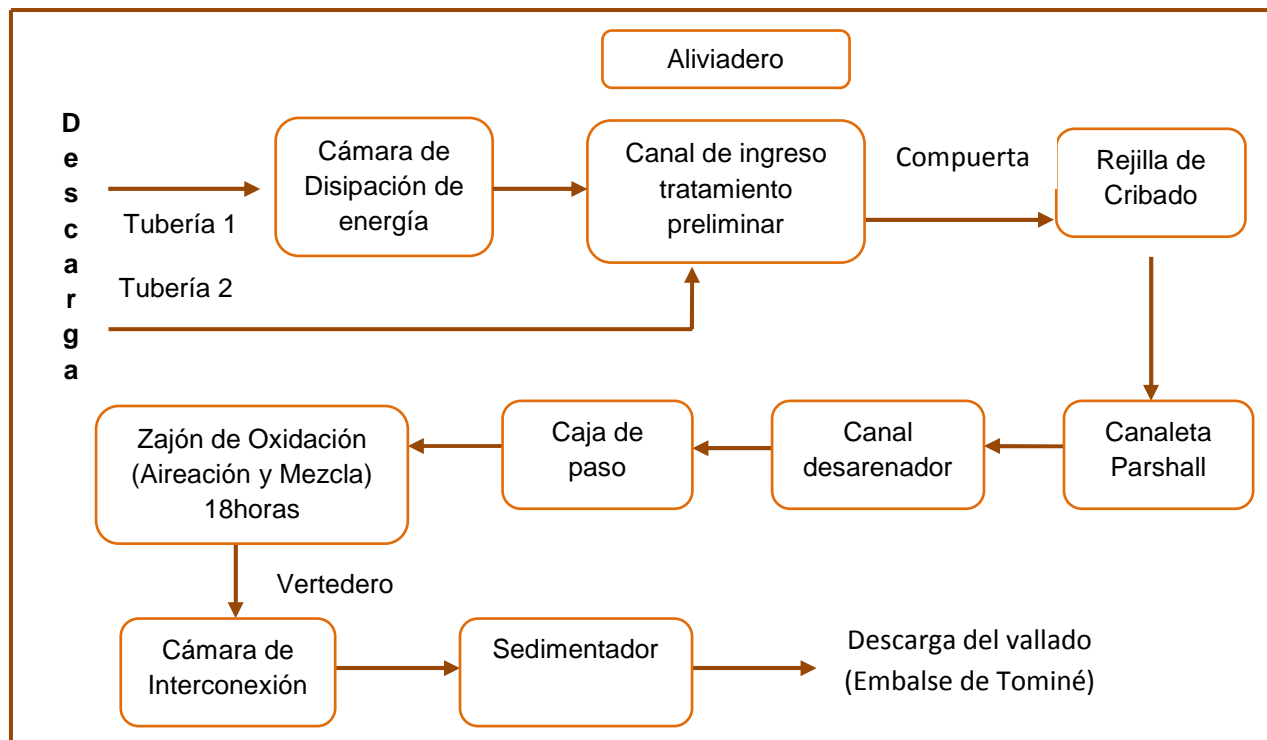 Aliviadero
Descarga
Tubería 1
Cámara de
Disipación de
energía
Canal de ingreso
tratamiento
preliminar
Compuerta
Rejilla de
Cribado
Tubería 2
Zajón de Oxidación
(Aireación y Mezcla)
18horas
Caja de
paso
Canal
desarenador
Canaleta
Parshall
Vertedero
Cámara de
Interconexión
Sedimentador
Descarga del vallado
(Embalse de Tominé)